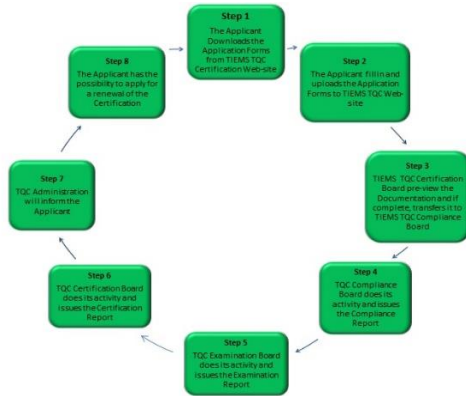 Step 1
The Applicant
Downloads the
Application Forms
from TIEMS TQC
Certification Web-site
Step 2
The Applicant fill in and
uploads the Application
Forms to TIEMS TQC Web-
site
Step 3
TIEMS TQC Certification
Board pre-view the
Documentation and if
complete, transfers it to
TIEMS TQC Compliance
Board
Step 4
TQC Compliance
Board does its
activity and issues
the Compliance
Report
Step 5
TQC Examination Board
does its activity and
issues the Examination
Report
Step 6
TQC Certification Board
does its activity and
issues the Certification
Report
Step 7
TQC Administration
will inform the
Applicant
Step 8
The Applicant has the
possibility to apply for
a renewal of the
Certification